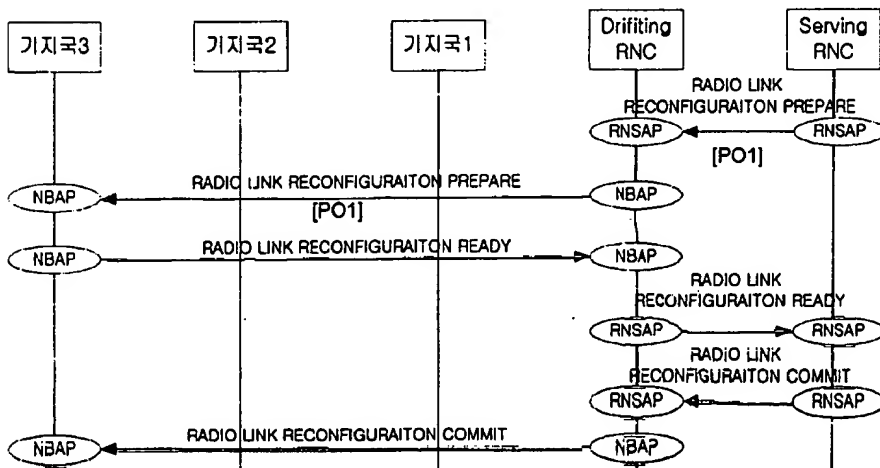 기지국3
기지국2
기지국1
Drifiting
RNC
Serving
RNC
RADIO LINK
RECONFIGURAITON PREPARE
RNSAP
RNSAP
[PO1]
RADIO LINK RECONFIGURAITON PREPARE
NBAP
NBAP
[PO1]
RADIO LINK RECONFIGURAITON READY
NBAP
NBAP
RADIO LINK
RECONFIGURAITON READY
RNSAP
RNSAP
RADIO LINK
RECONFIGURAITON COMMIT
RNSAP
RNSAP
RADIO LINK RECONFIGURAITON COMMIT
NBAP
NBAP